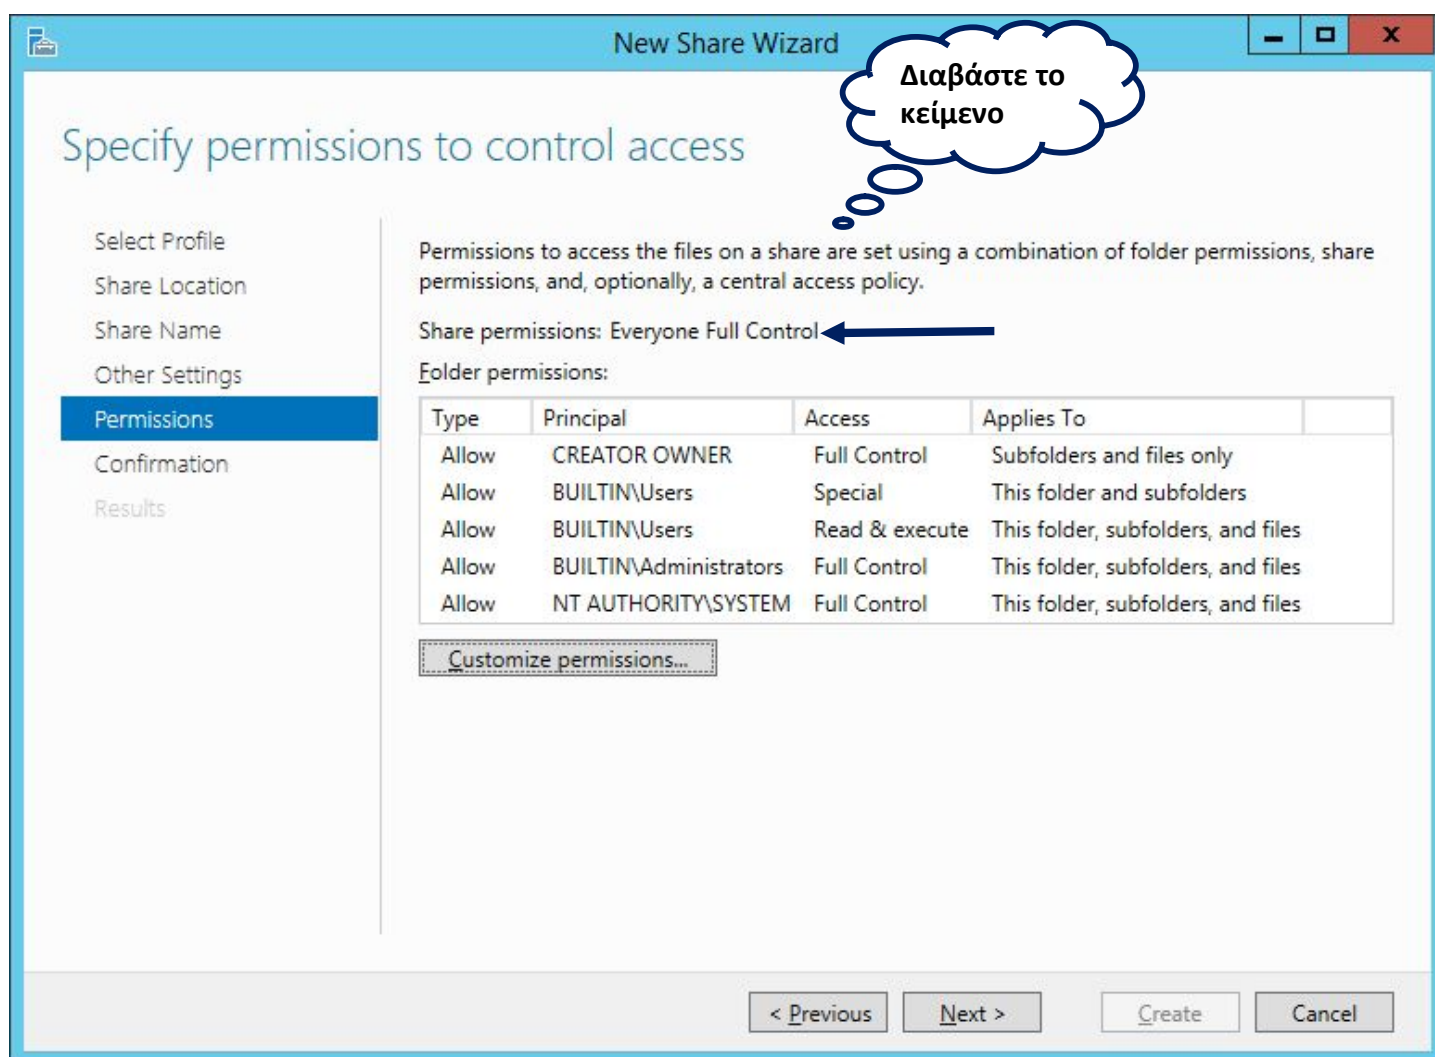 New Share Wizard
Διαβάστε το
κείμενο
Specify permissions to control access
Select Profile
Share Location
Share Name
Other Settings
Permissions
Confirmation
Results
Permissions to access the files on a share are set using a combination of folder permissions, share
permissions, and, optionally, a central access policy.
Share permissions: Everyone Full Control
Folder permissions:
Type Principal Access Applies To
Allow CREATOR OWNER Full Control Subfolders and files only
Allow BUILTIN\Users Special This folder and subfolders
Allow BUILTIN\Users Read & execute This folder, subfolders, and files
Allow BUILTIN\Administrators Full Control This folder, subfolders, and files
Allow NT AUTHORITY\SYSTEM Full Control This folder, subfolders, and files
Customize permissions...
< Previous Next > Create Cancel